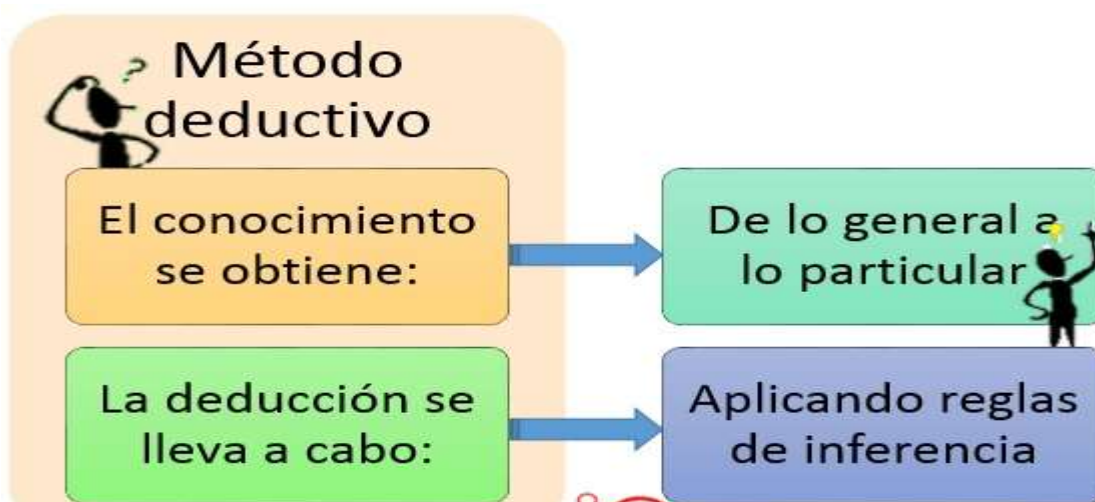 Método
deductivo
El conocimiento
se obtiene:
De lo general a
lo particular
La deducción se
lleva a cabo:
Aplicando reglas
de inferencia